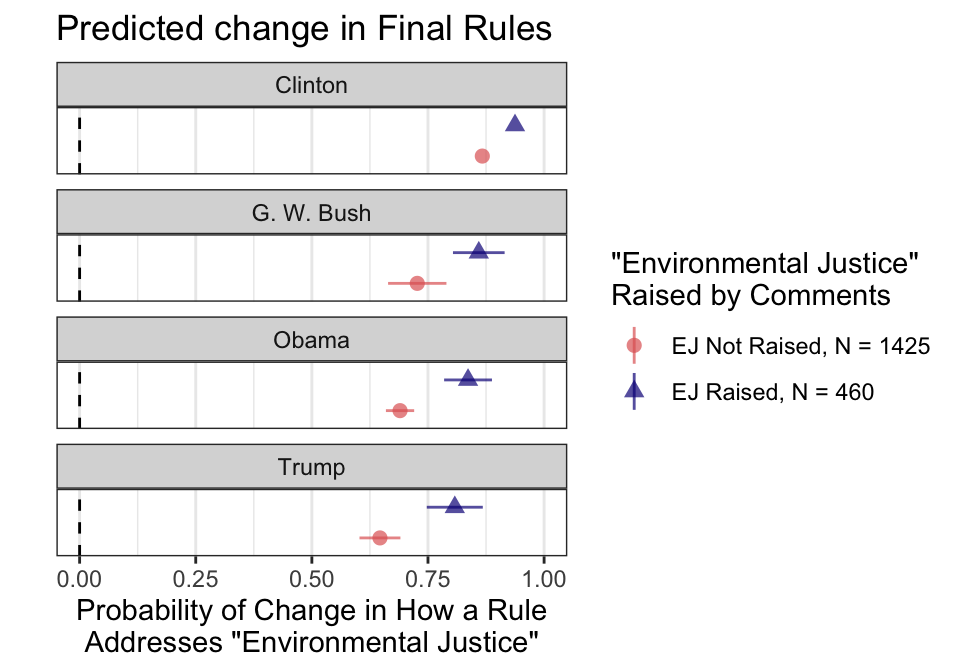 Predicted change in Final Rules
Clinton
G. W. Bush
Obama
Trump
0.00 0.25 0.50 0.75 1.00
Probability of Change in How a Rule
Addresses "Environmental Justice"
"Environmental Justice"
Raised by Comments
EJ Not Raised, N = 1425
EJ Raised, N = 460